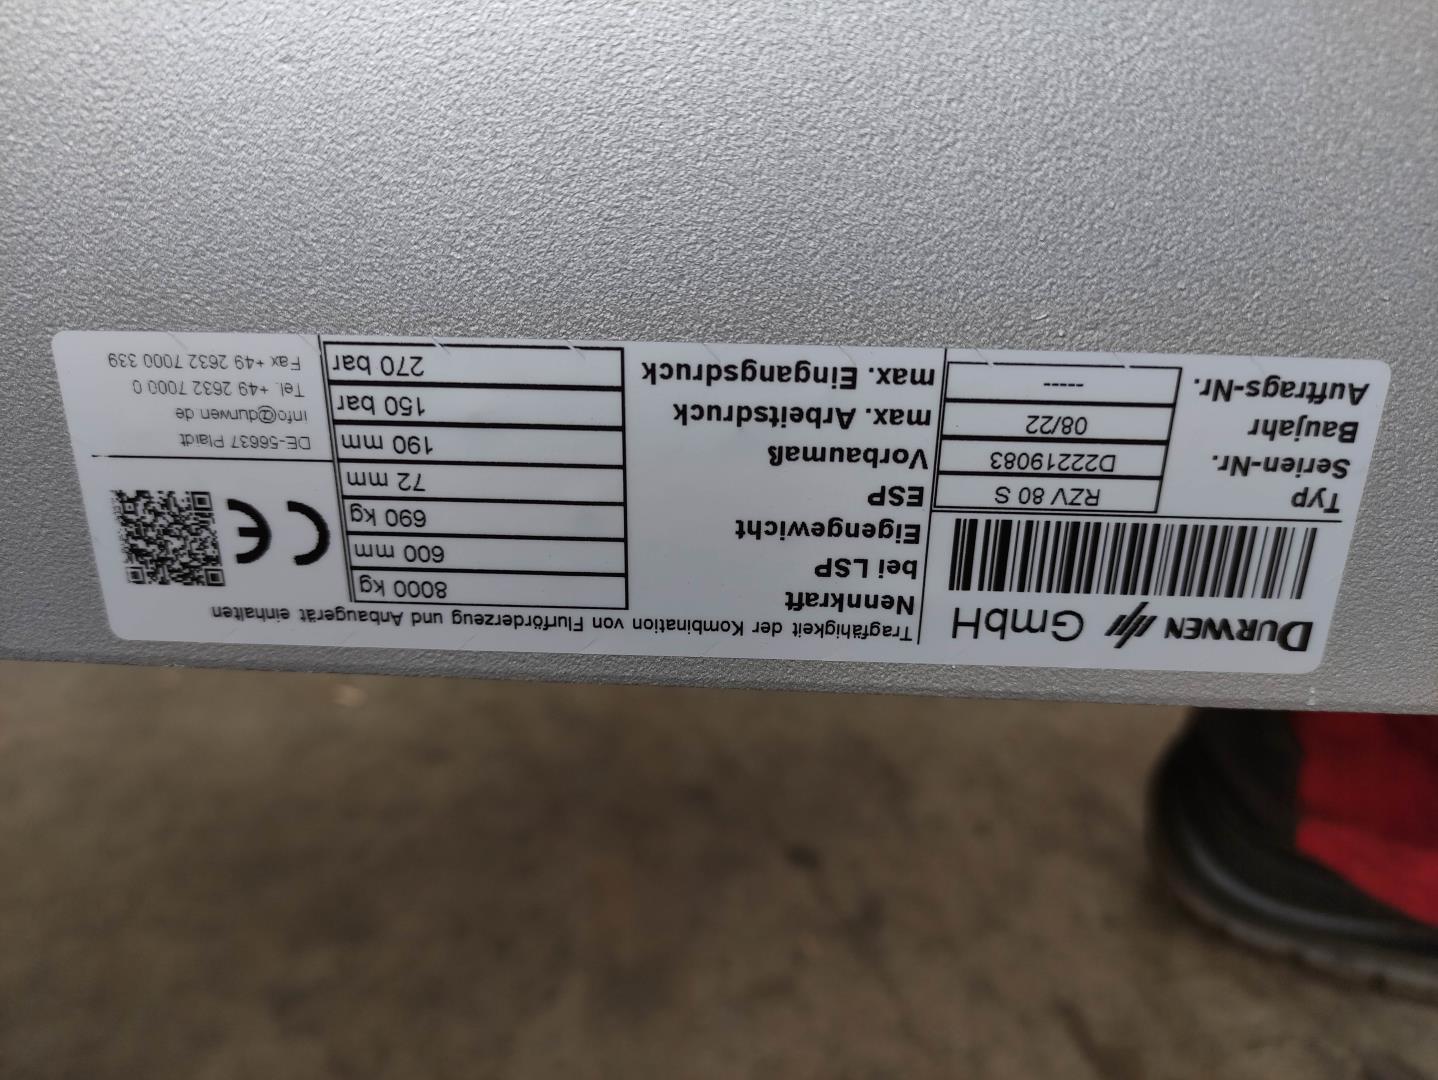 DURWEN GmbH
Typ RZV 80 S
Serien-Nr. D22219083
Baujahr 08/22
Auftrags-Nr. -----
Tragfähigkeit der Kombination von Flurförderzeug und Anbaugerät einhalten
Nennkraft 8000 kg
bei LSP 600 mm
Eigengewicht 690 kg
ESP 72 mm
Vorbaumaß 190 mm
max. Arbeitsdruck 150 bar
max. Eingangsdruck 270 bar
CE
DE-56637 Plaidt
info@durwen.de
Tel. +49 2632 7000 0
Fax +49 2632 7000 339